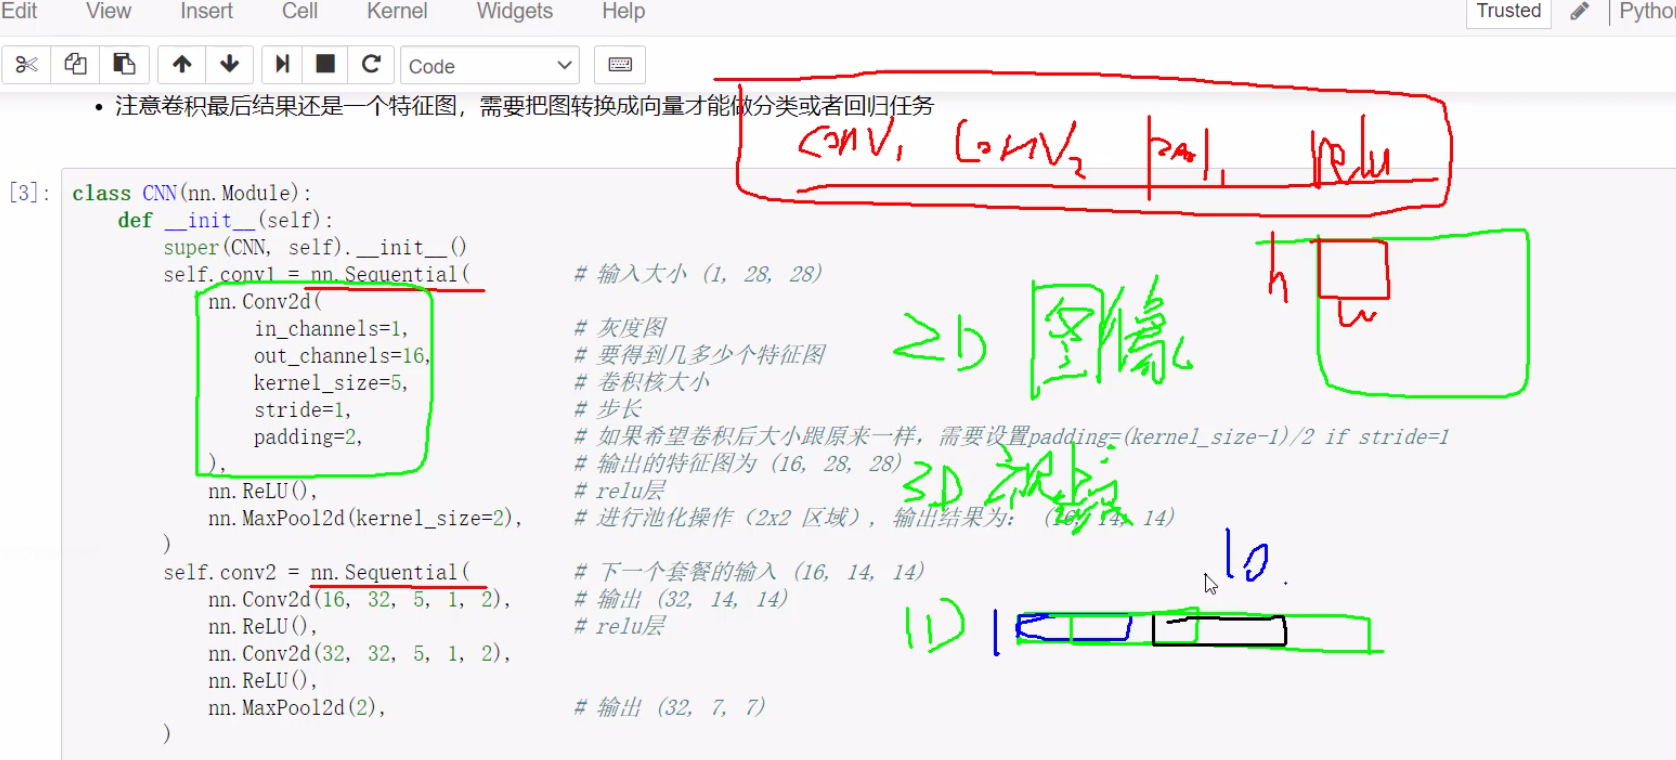 Edit View Insert Cell Kernel Widgets Help Trusted
Code
注意卷积最后结果还是一个特征图，需要把图转换成向量才能做分类或者回归任务
conv1 conv2 pool1 relu
[3]: class CNN(nn.Module):
def __init__(self):
super(CNN, self).__init__()
self.conv1 = nn.Sequential( # 输入大小 (1, 28, 28)
nn.Conv2d(
in_channels=1, # 灰度图
out_channels=16, # 要得到几多少个特征图
kernel_size=5, # 卷积核大小
stride=1, # 步长
padding=2, # 如果希望卷积后大小跟原来一样，需要设置padding=(kernel_size-1)/2 if stride=1
), # 输出的特征图为 (16, 28, 28)
nn.ReLU(), # relu层
nn.MaxPool2d(kernel_size=2), # 进行池化操作（2x2 区域）, 输出结果为： (16, 14, 14)
)
self.conv2 = nn.Sequential( # 下一个套餐的输入 (16, 14, 14)
nn.Conv2d(16, 32, 5, 1, 2), # 输出 (32, 14, 14)
nn.ReLU(), # relu层
nn.Conv2d(32, 32, 5, 1, 2),
nn.ReLU(),
nn.MaxPool2d(2), # 输出 (32, 7, 7)
)
h
w
2D 图像
3D 视频
10
1D 1